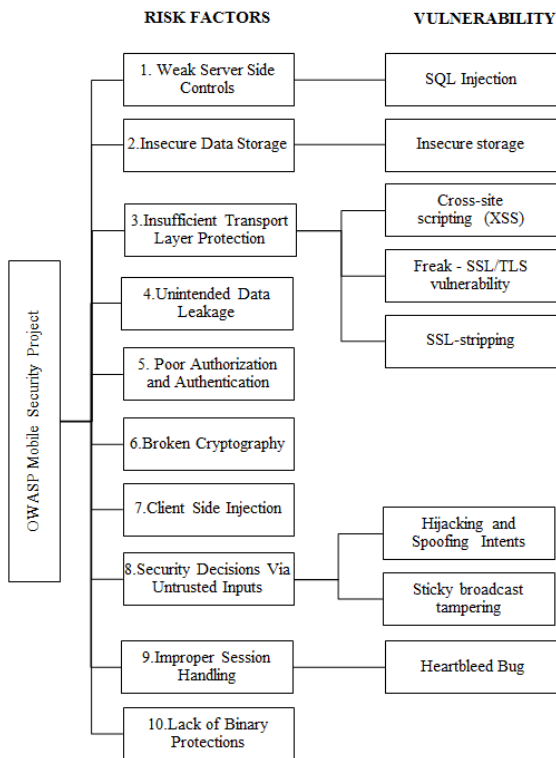 RISK FACTORS
VULNERABILITY
1. Weak Server Side
Controls
SQL Injection
2.Insecure Data Storage
Insecure storage
3.Insufficient Transport
Layer Protection
Cross-site
scripting (XSS)
Freak - SSL/TLS
vulnerability
SSL-stripping
4.Unintended Data
Leakage
5. Poor Authorization
and Authentication
6.Broken Cryptography
7.Client Side Injection
8.Security Decisions Via
Untrusted Inputs
Hijacking and
Spoofing Intents
Sticky broadcast
tampering
9.Improper Session
Handling
Heartbleed Bug
10.Lack of Binary
Protections
OWASP Mobile Security Project